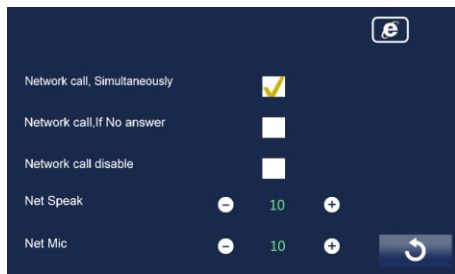 Network call, Simultaneously
Network call,If No answer
Network call disable
Net Speak 10
Net Mic 10